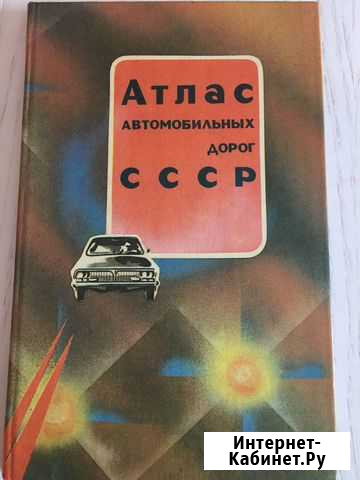 Атлас
автомобильных
дорог
СССР
Интернет-
Кабинет.Ру